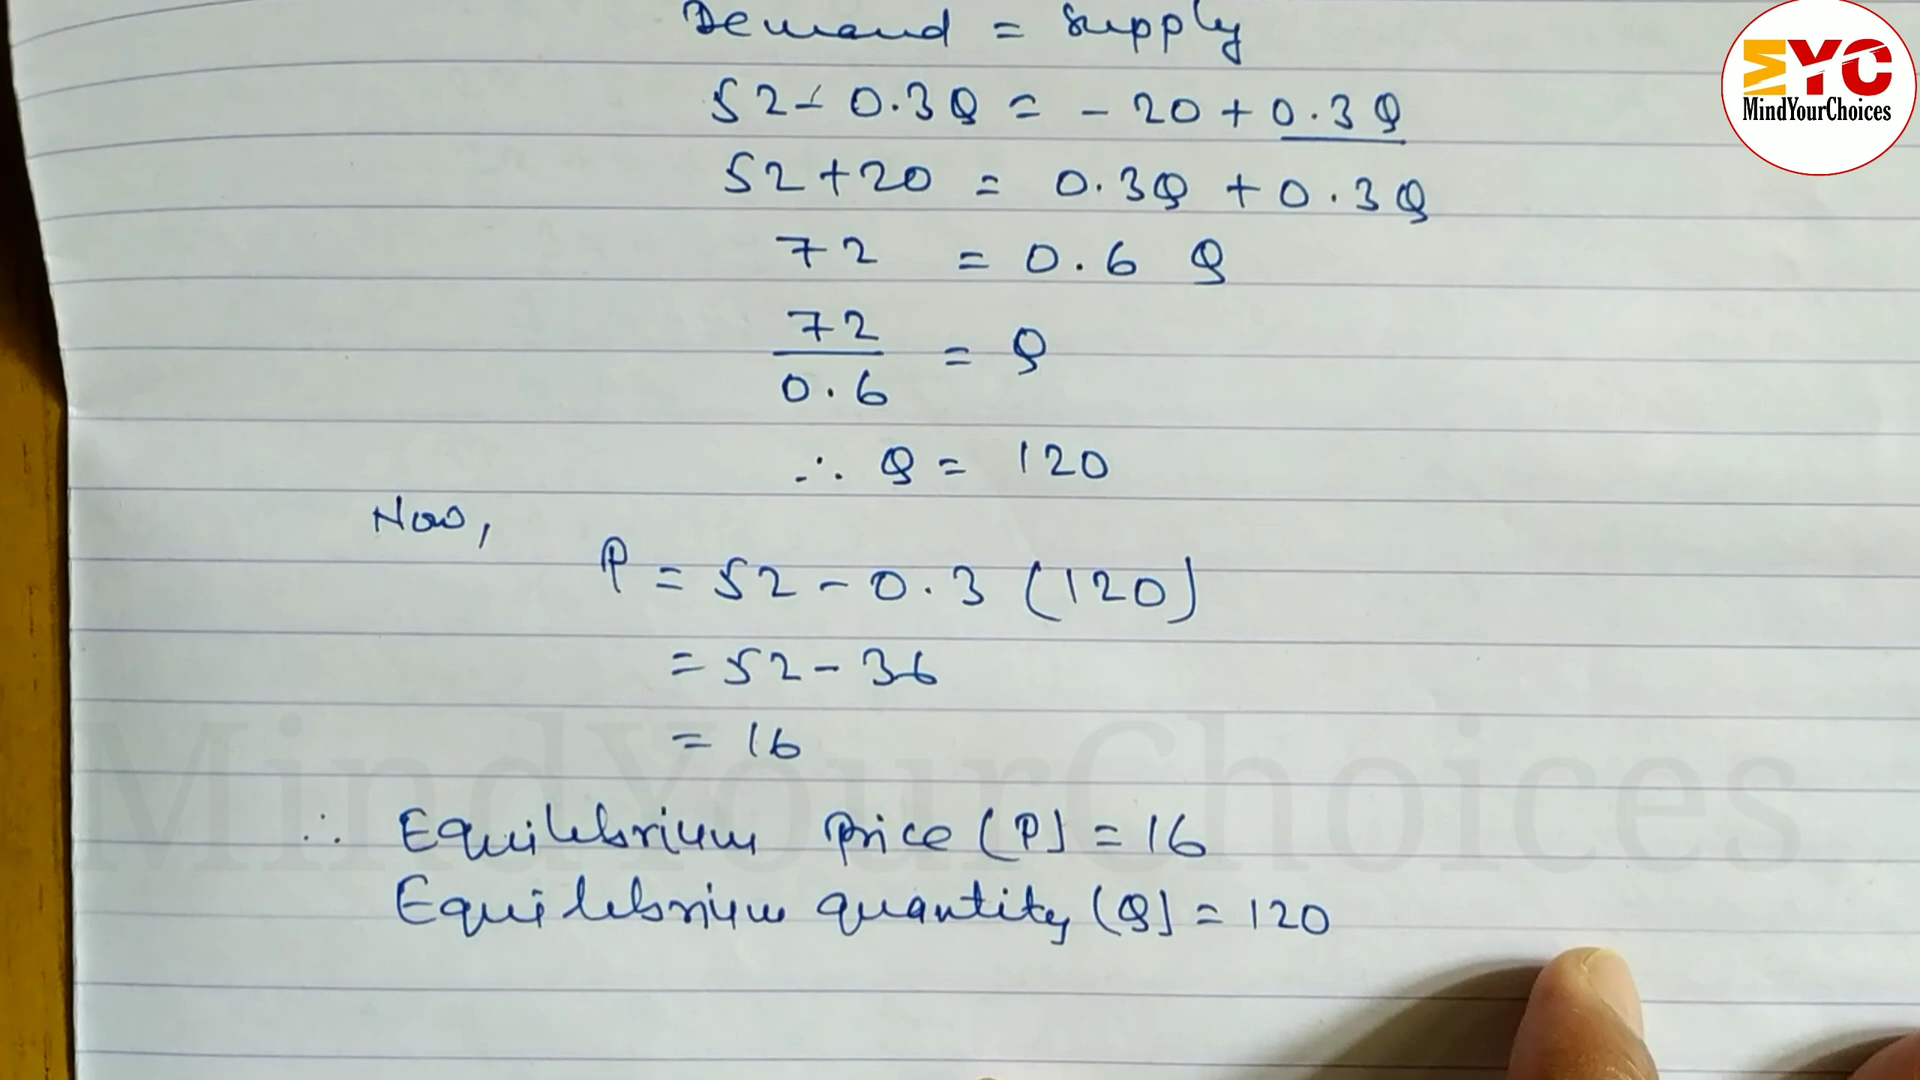 Demand = Supply
52 - 0.3Q = - 20 + 0.3Q
52 + 20 = 0.3Q + 0.3Q
72 = 0.6 Q
72
0.6
= Q
∴ Q = 120
Now,
P = 52 - 0.3 (120)
= 52 - 36
= 16
∴ Equilibrium Price (P) = 16
Equilibrium quantity (Q) = 120
MYC
MindYourChoices
MindYourChoices